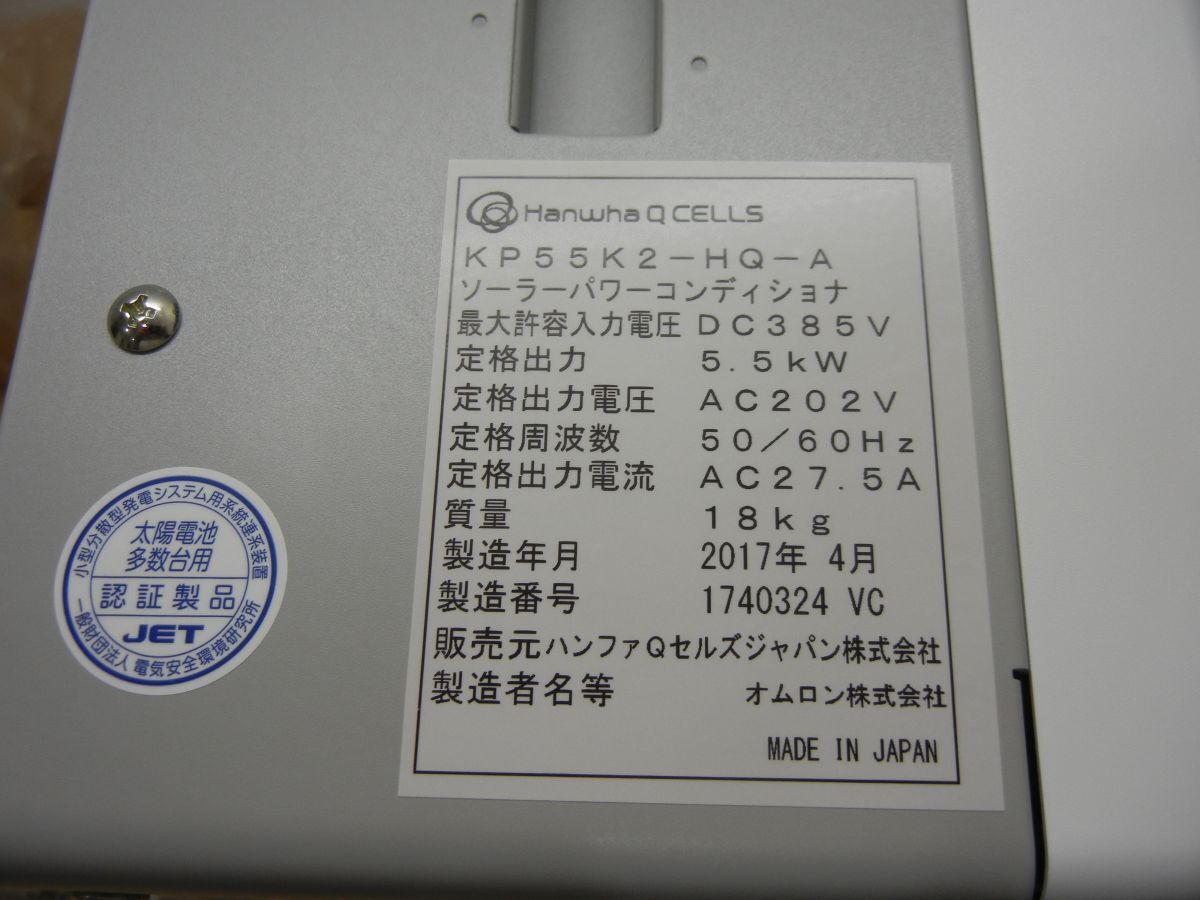 Hanwha Q CELLS
KP55K2-HQ-A
ソーラーパワーコンディショナ
最大許容入力電圧 DC385V
定格出力 5.5kW
定格出力電圧 AC202V
定格周波数 50/60Hz
定格出力電流 AC27.5A
質量 18kg
製造年月 2017年 4月
製造番号 1740324 VC
販売元 ハンファQセルズジャパン株式会社
製造者名等 オムロン株式会社
MADE IN JAPAN
小型分散型発電システム用系統連系装置
太陽電池
多数台用
認証製品
JET
一般財団法人 電気安全環境研究所